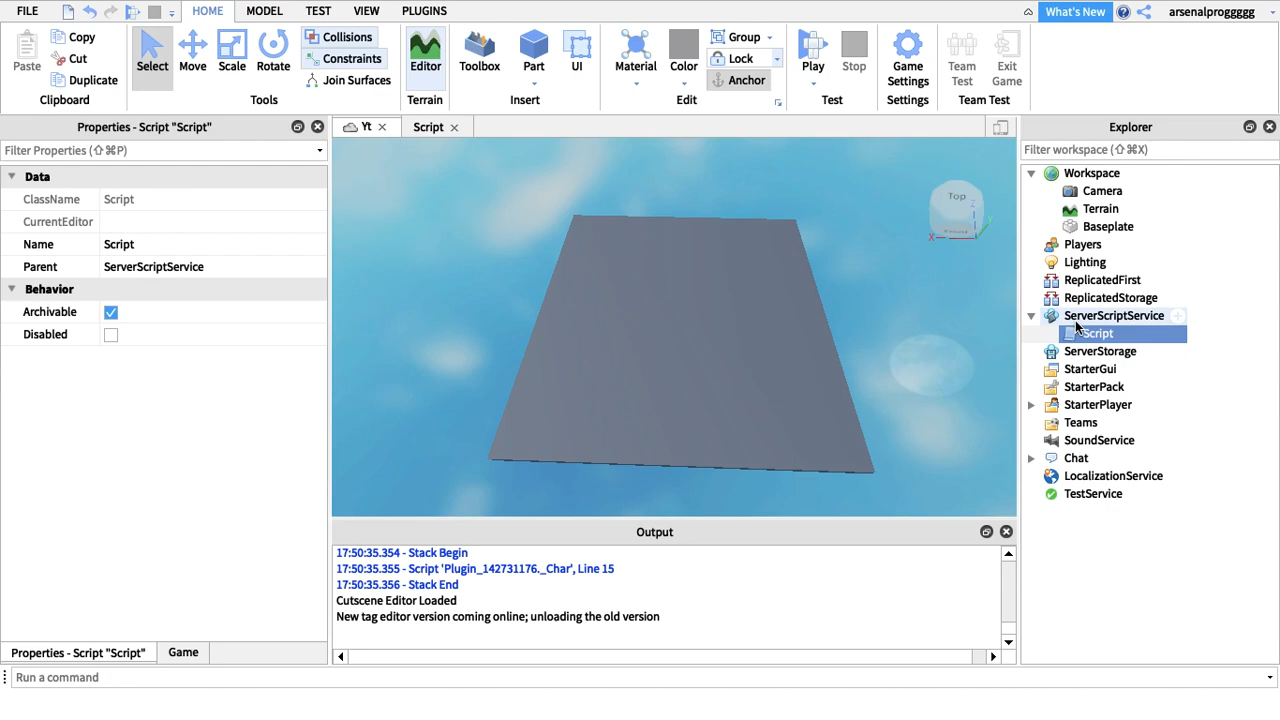 FILE HOME MODEL TEST VIEW PLUGINS What's New arsenalproggggg
Paste Copy Cut Duplicate Clipboard
Select Move Scale Rotate Collisions Constraints Join Surfaces Tools
Editor Terrain
Toolbox Part UI Insert
Material Color Group Lock Anchor Edit
Play Stop Test
Game Settings Settings
Team Test Exit Game Team Test
Properties - Script "Script"
Filter Properties (⇧⌘P)
Data
ClassName Script
CurrentEditor
Name Script
Parent ServerScriptService
Behavior
Archivable
Disabled
Properties - Script "Script" Game
Yt Script
Top
X Z Y
Output
17:50:35.354 - Stack Begin
17:50:35.355 - Script 'Plugin_142731176._Char', Line 15
17:50:35.356 - Stack End
Cutscene Editor Loaded
New tag editor version coming online; unloading the old version
Explorer
Filter workspace (⇧⌘X)
Workspace
Camera
Terrain
Baseplate
Players
Lighting
ReplicatedFirst
ReplicatedStorage
ServerScriptService
Script
ServerStorage
StarterGui
StarterPack
StarterPlayer
Teams
SoundService
Chat
LocalizationService
TestService
Run a command